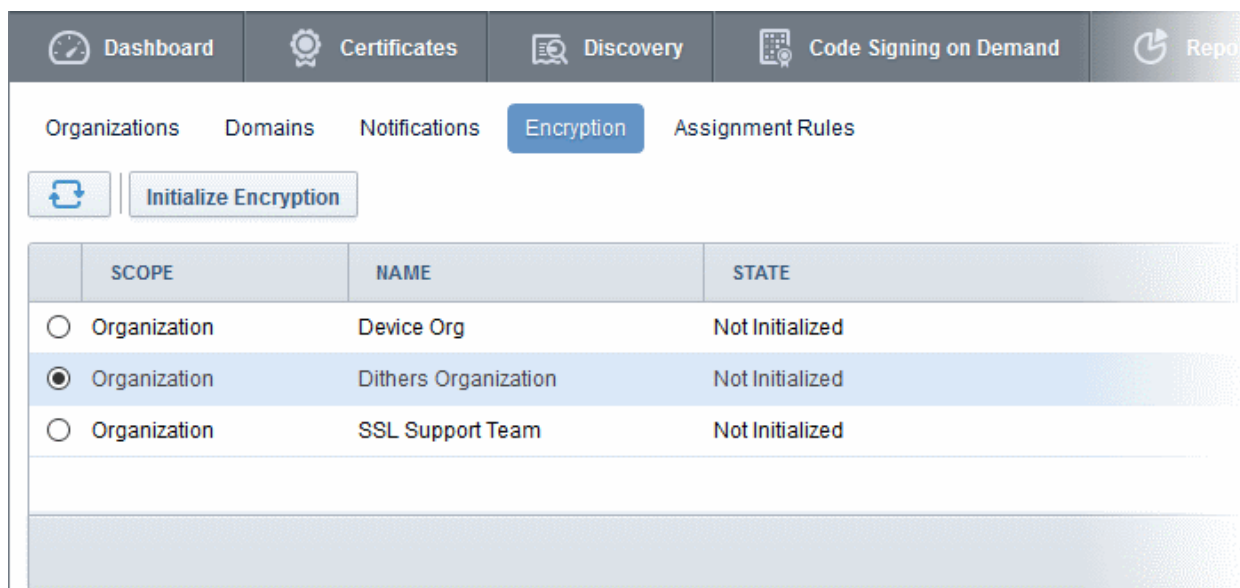 Dashboard Certificates Discovery Code Signing on Demand Repo
Organizations Domains Notifications Encryption Assignment Rules
Initialize Encryption
SCOPE NAME STATE
Organization Device Org Not Initialized
Organization Dithers Organization Not Initialized
Organization SSL Support Team Not Initialized